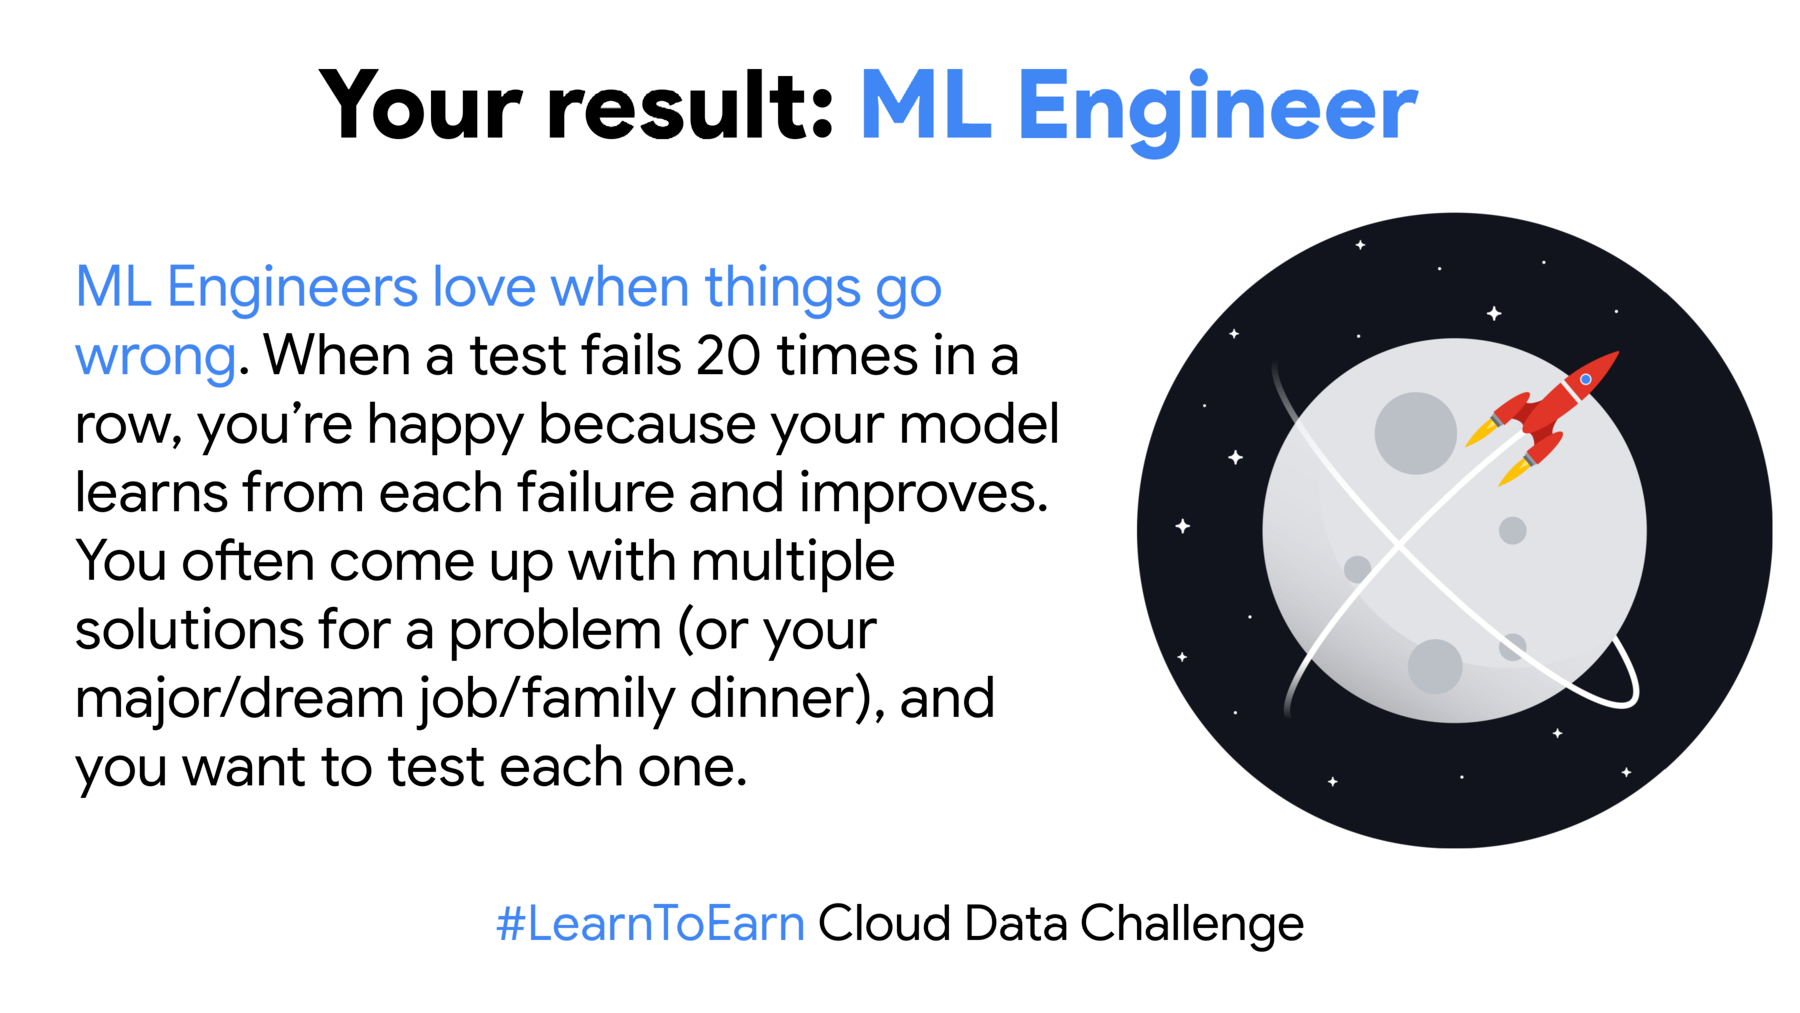 Your result: ML Engineer
ML Engineers love when things go
wrong. When a test fails 20 times in a
row, you’re happy because your model
learns from each failure and improves.
You often come up with multiple
solutions for a problem (or your
major/dream job/family dinner), and
you want to test each one.
#LearnToEarn Cloud Data Challenge